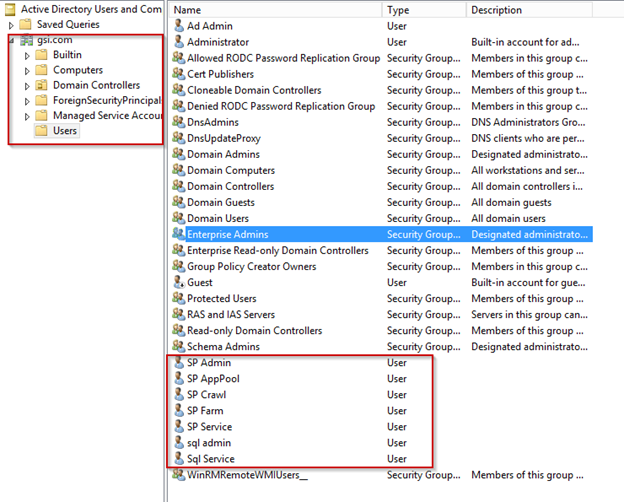 Active Directory Users and Com
Saved Queries
gsi.com
Builtin
Computers
Domain Controllers
ForeignSecurityPrincipal
Managed Service Accou
Users
Name Type Description
Ad Admin User
Administrator User Built-in account for ad...
Allowed RODC Password Replication Group Security Group... Members in this group c...
Cert Publishers Security Group... Members of this group ...
Cloneable Domain Controllers Security Group... Members of this group t...
Denied RODC Password Replication Group Security Group... Members in this group c...
DnsAdmins Security Group... DNS Administrators Gro...
DnsUpdateProxy Security Group... DNS clients who are per...
Domain Admins Security Group... Designated administrato...
Domain Computers Security Group... All workstations and ser...
Domain Controllers Security Group... All domain controllers i...
Domain Guests Security Group... All domain guests
Domain Users Security Group... All domain users
Enterprise Admins Security Group... Designated administrato...
Enterprise Read-only Domain Controllers Security Group... Members of this group ...
Group Policy Creator Owners Security Group... Members in this group c...
Guest User Built-in account for gue...
Protected Users Security Group... Members of this group ...
RAS and IAS Servers Security Group... Servers in this group can...
Read-only Domain Controllers Security Group... Members of this group ...
Schema Admins Security Group... Designated administrato...
SP Admin User
SP AppPool User
SP Crawl User
SP Farm User
SP Service User
sql admin User
Sql Service User
WinRMRemoteWMIUsers__ Security Group... Members of this group ...